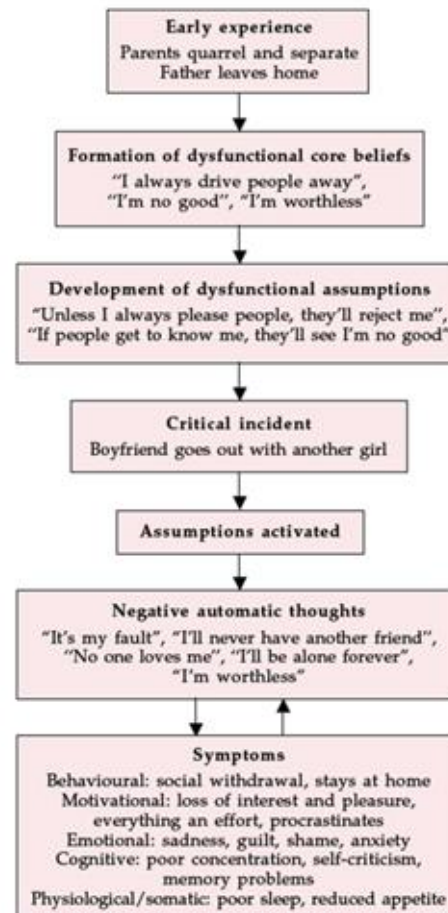 Early experience
Parents quarrel and separate
Father leaves home
Formation of dysfunctional core beliefs
“I always drive people away”,
“I’m no good”, “I’m worthless”
Development of dysfunctional assumptions
“Unless I always please people, they’ll reject me”,
“If people get to know me, they’ll see I’m no good”
Critical incident
Boyfriend goes out with another girl
Assumptions activated
Negative automatic thoughts
“It’s my fault”, “I’ll never have another friend”,
“No one loves me”, “I’ll be alone forever”,
“I’m worthless”
Symptoms
Behavioural: social withdrawal, stays at home
Motivational: loss of interest and pleasure,
everything an effort, procrastinates
Emotional: sadness, guilt, shame, anxiety
Cognitive: poor concentration, self-criticism,
memory problems
Physiological/somatic: poor sleep, reduced appetite